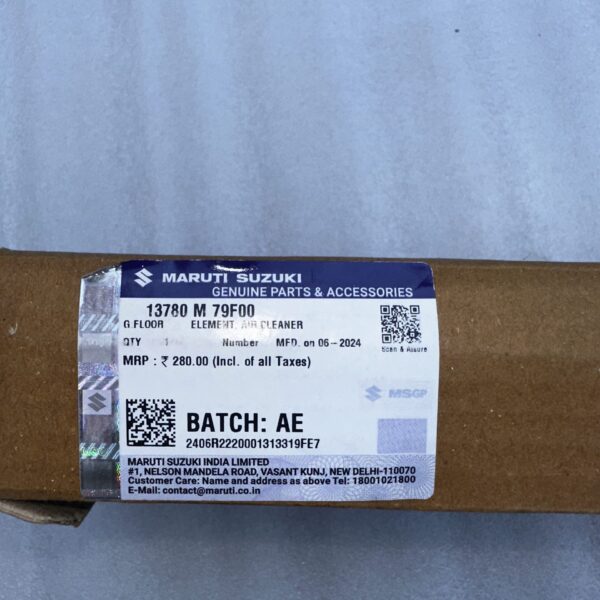 MARUTI SUZUKI
GENUINE PARTS & ACCESSORIES
13780 M 79F00
G.FLOOR ELEMENT, AIR CLEANER
QTY Number MFD. on 06-2024
Scan & Assure
MRP : ₹ 280.00 (Incl. of all Taxes)
MSGP
BATCH: AE
2406R2220001313319FE7
MARUTI SUZUKI INDIA LIMITED
#1, NELSON MANDELA ROAD, VASANT KUNJ, NEW DELHI-110070
Customer Care: Name and address as above Tel: 18001021800
E-Mail: contact@maruti.co.in